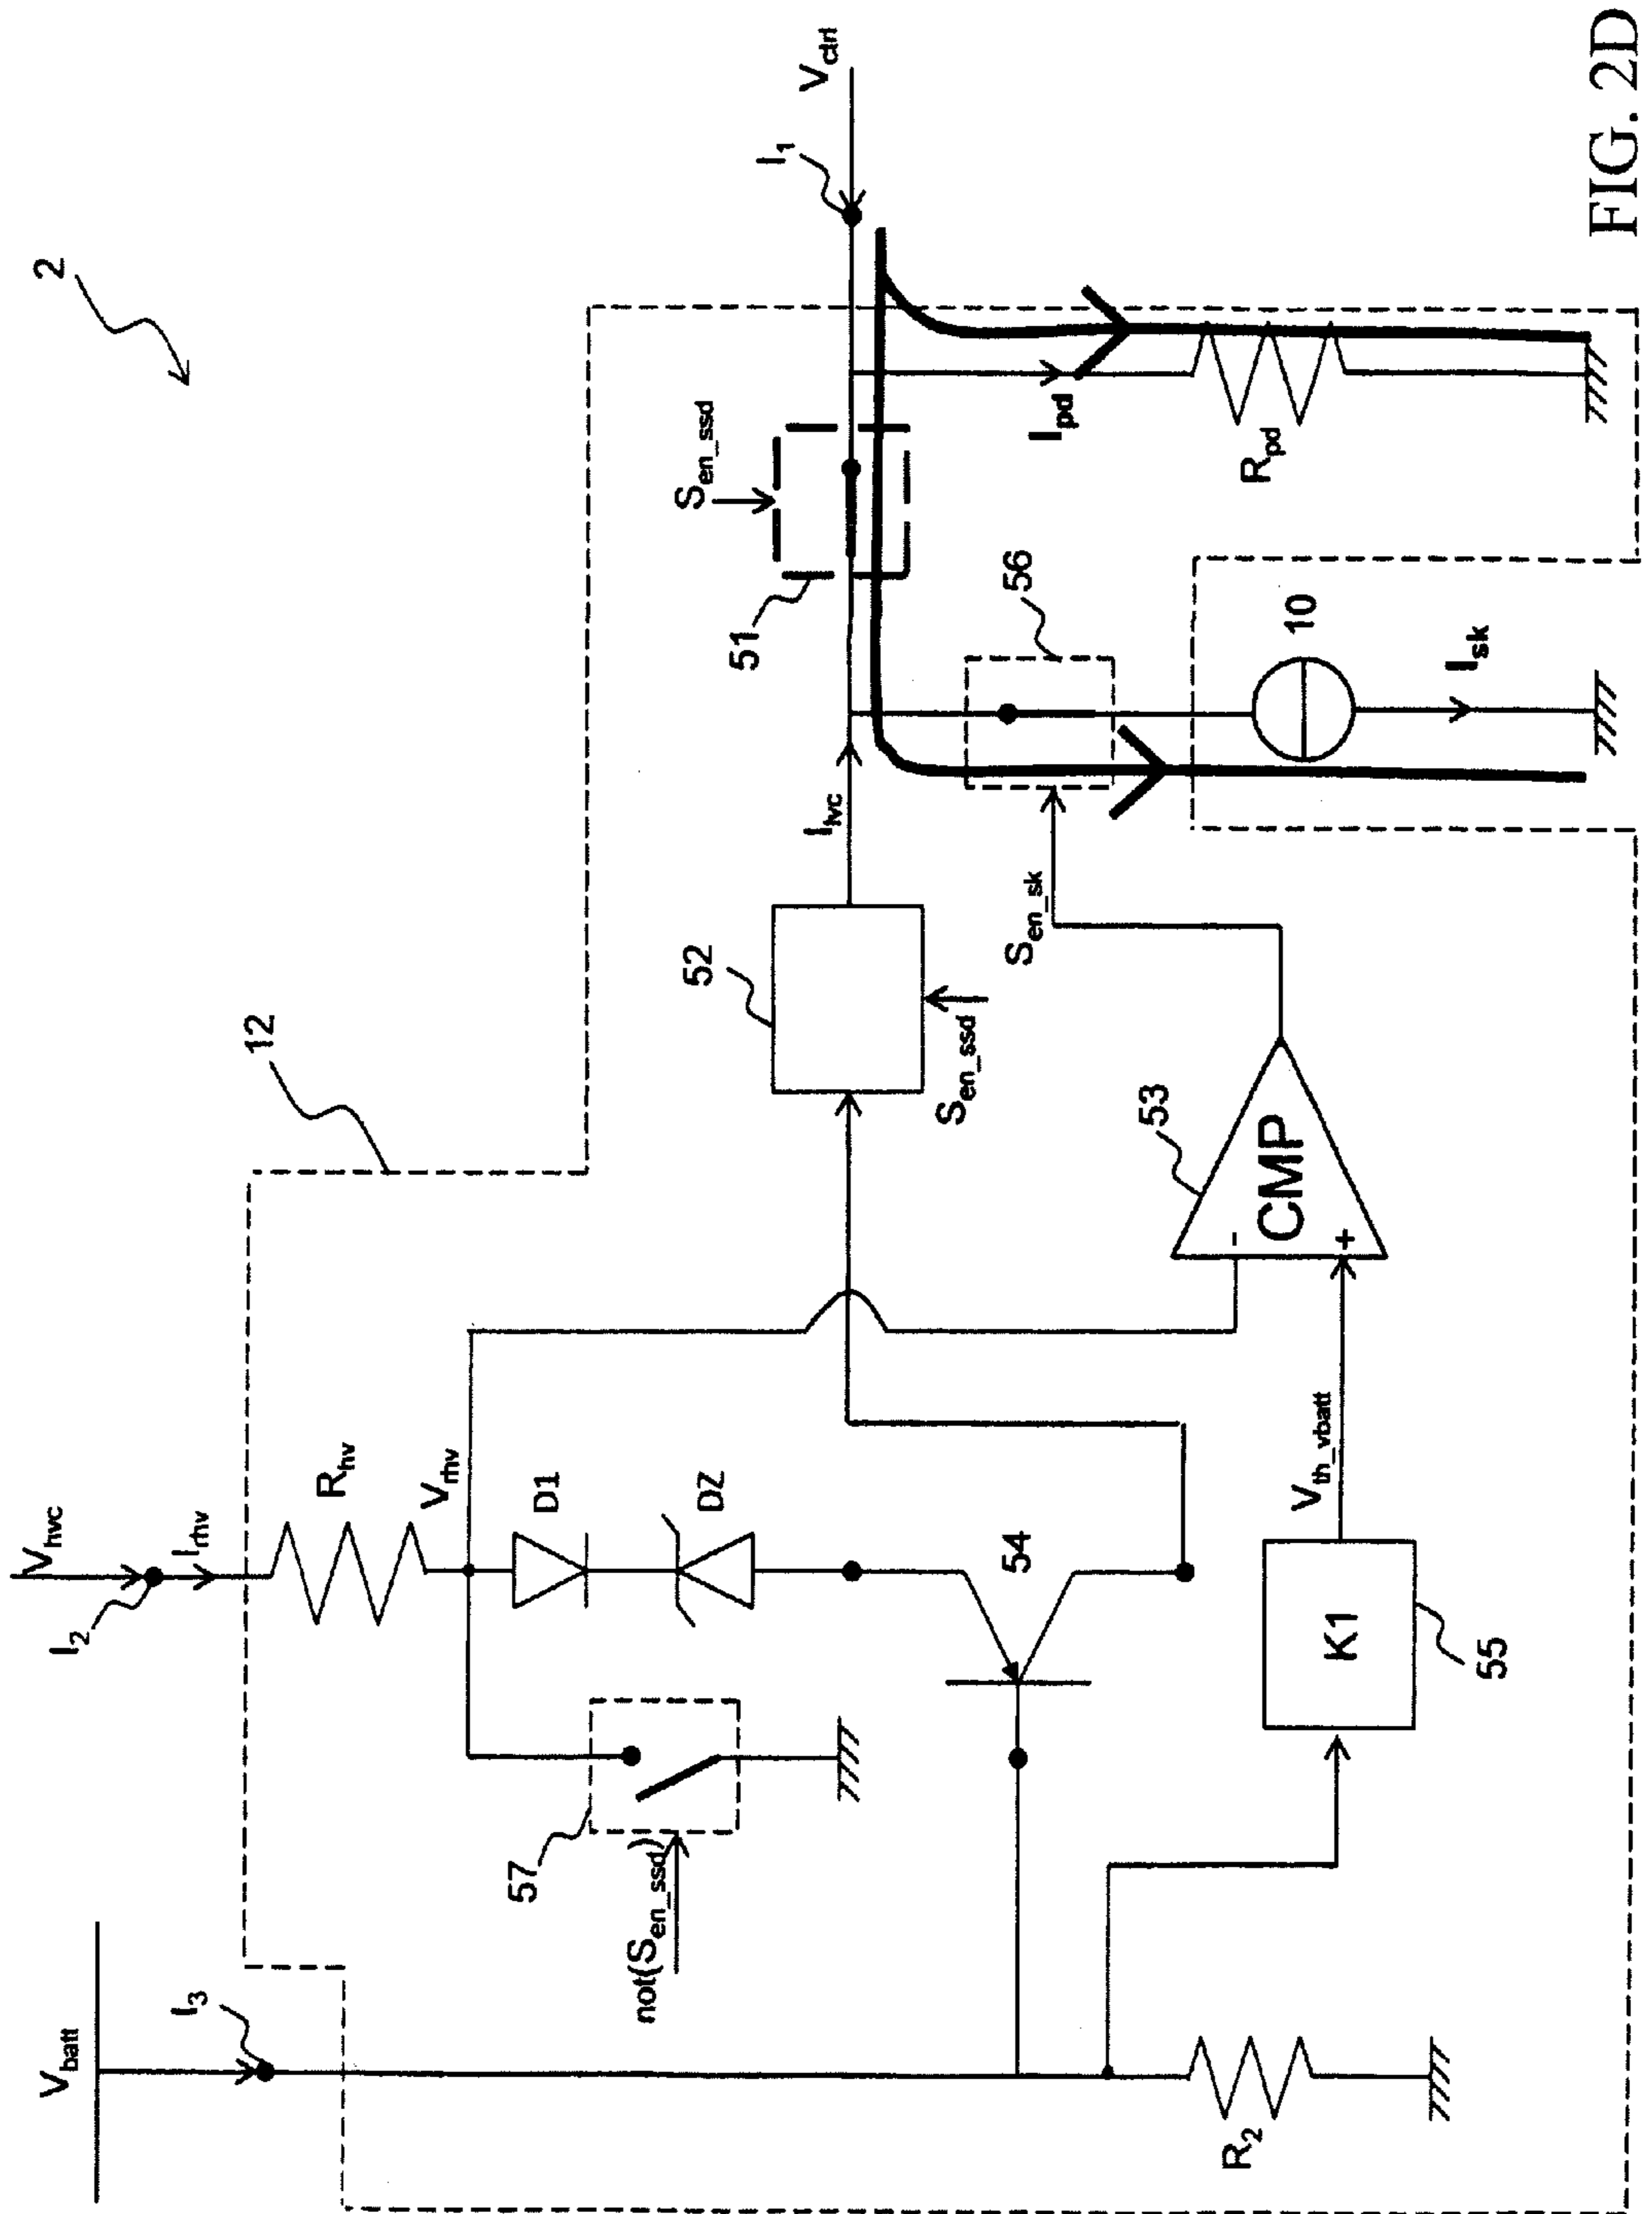 2
12
V_batt
I_3
V_hvc
I_2
I_rhv
R_hv
V_rhv
D1
DZ
57
not(S_en_ssd)
54
52
S_en_ssd
I_lvc
51
S_en_ssd
I_1
V_ctrl
56
S_en_sk
53
CMP
-
+
V_th_vbatt
K1
55
R_2
10
I_sk
I_pd
R_pd
FIG. 2D